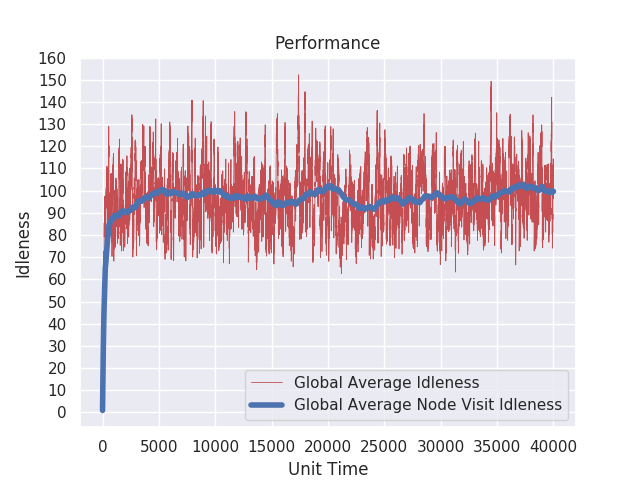 Performance
160
150
140
130
120
110
100
90
80
70
60
50
40
30
20
10
0
Idleness
Global Average Idleness
Global Average Node Visit Idleness
0 5000 10000 15000 20000 25000 30000 35000 40000
Unit Time